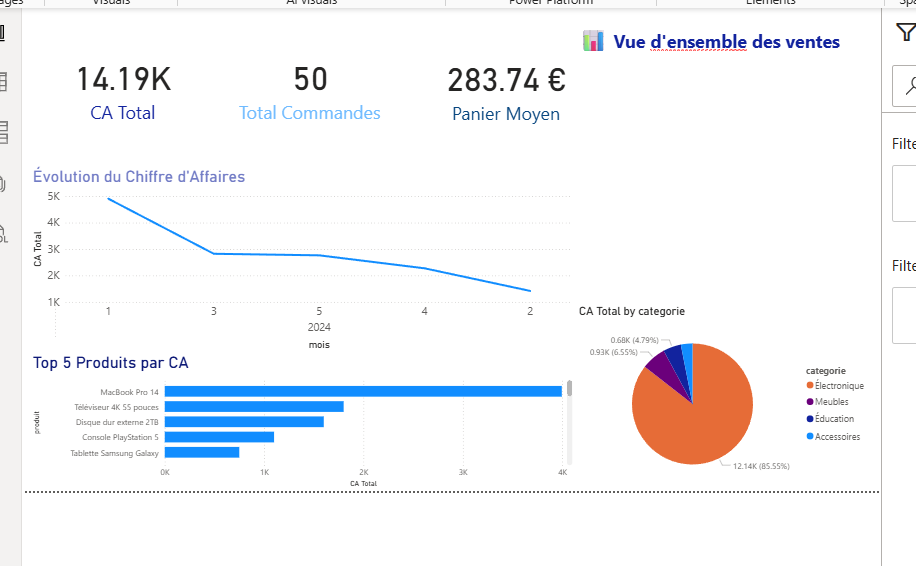 Visuals
AI visuals
Power Platform
Elements
Vue d'ensemble des ventes
14.19K
CA Total
50
Total Commandes
283.74 €
Panier Moyen
Évolution du Chiffre d'Affaires
CA Total
5K
4K
3K
2K
1K
1 3 5 4 2
2024
mois
Top 5 Produits par CA
produit
MacBook Pro 14
Téléviseur 4K 55 pouces
Disque dur externe 2TB
Console PlayStation 5
Tablette Samsung Galaxy
0K 1K 2K 3K 4K
CA Total
CA Total by categorie
0.68K (4.79%)
0.93K (6.55%)
12.14K (85.55%)
categorie
Électronique
Meubles
Éducation
Accessoires